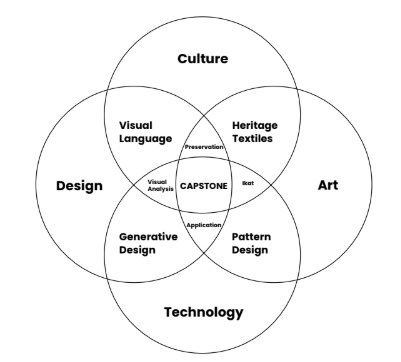 Culture
Visual
Language
Heritage
Textiles
Preservation
Design
Visual
Analysis
CAPSTONE
Ikat
Art
Application
Generative
Design
Pattern
Design
Technology